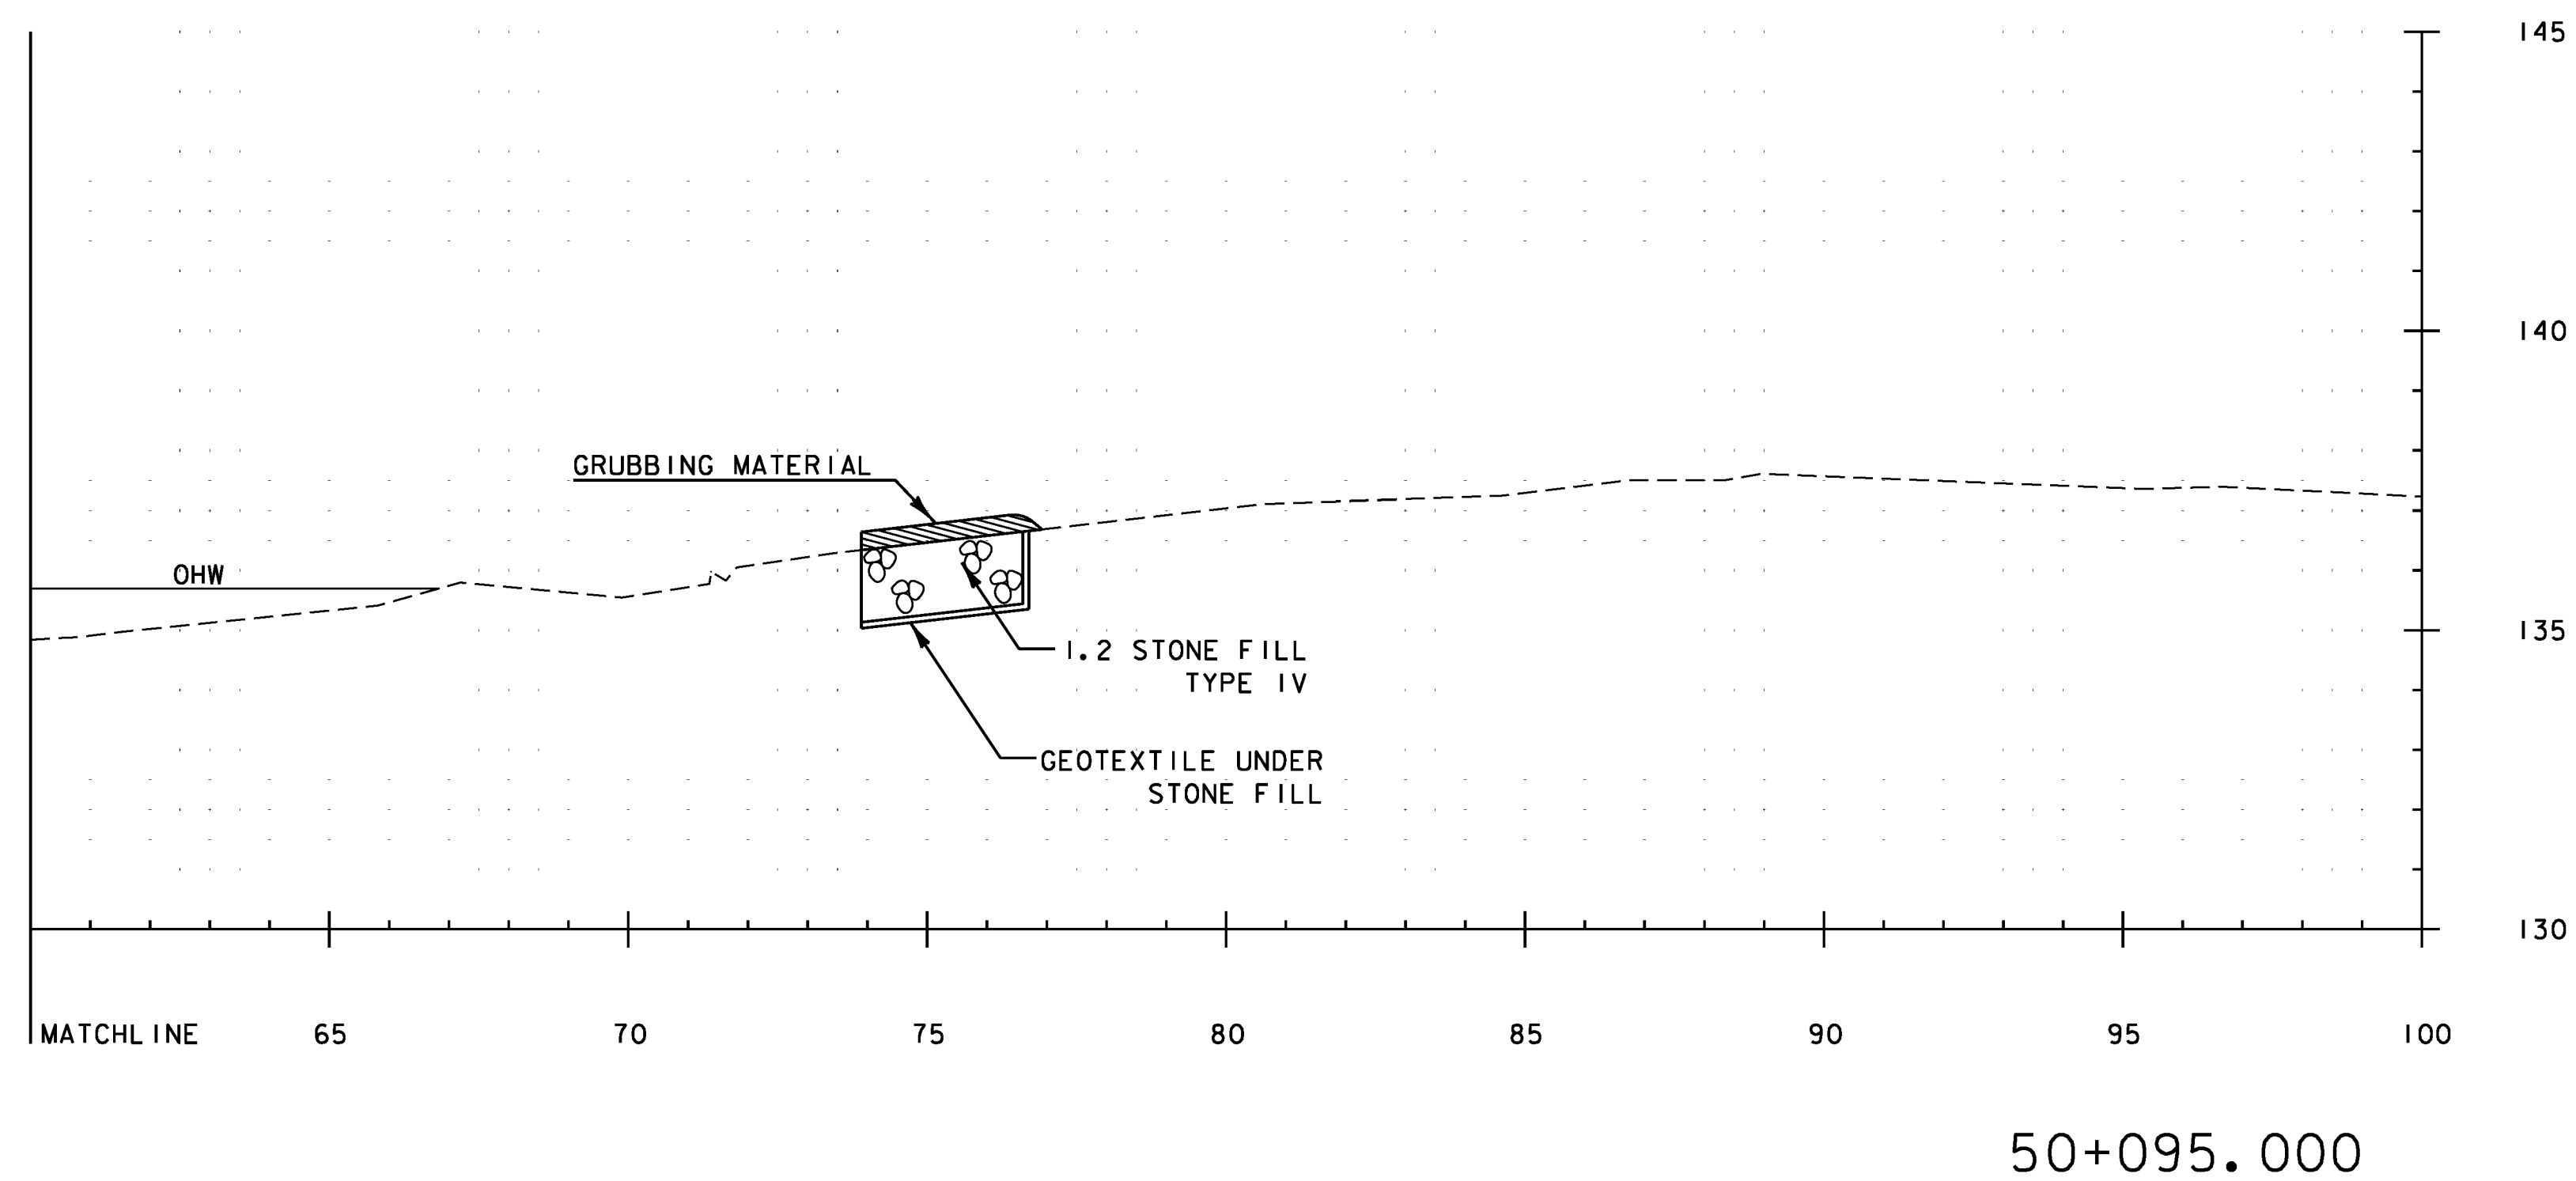 145
140
GRUBBING MATERIAL
OHW
135
1.2 STONE FILL
TYPE IV
GEOTEXTILE UNDER
STONE FILL
130
MATCHLINE 65 70 75 80 85 90 95 100
50+095.000